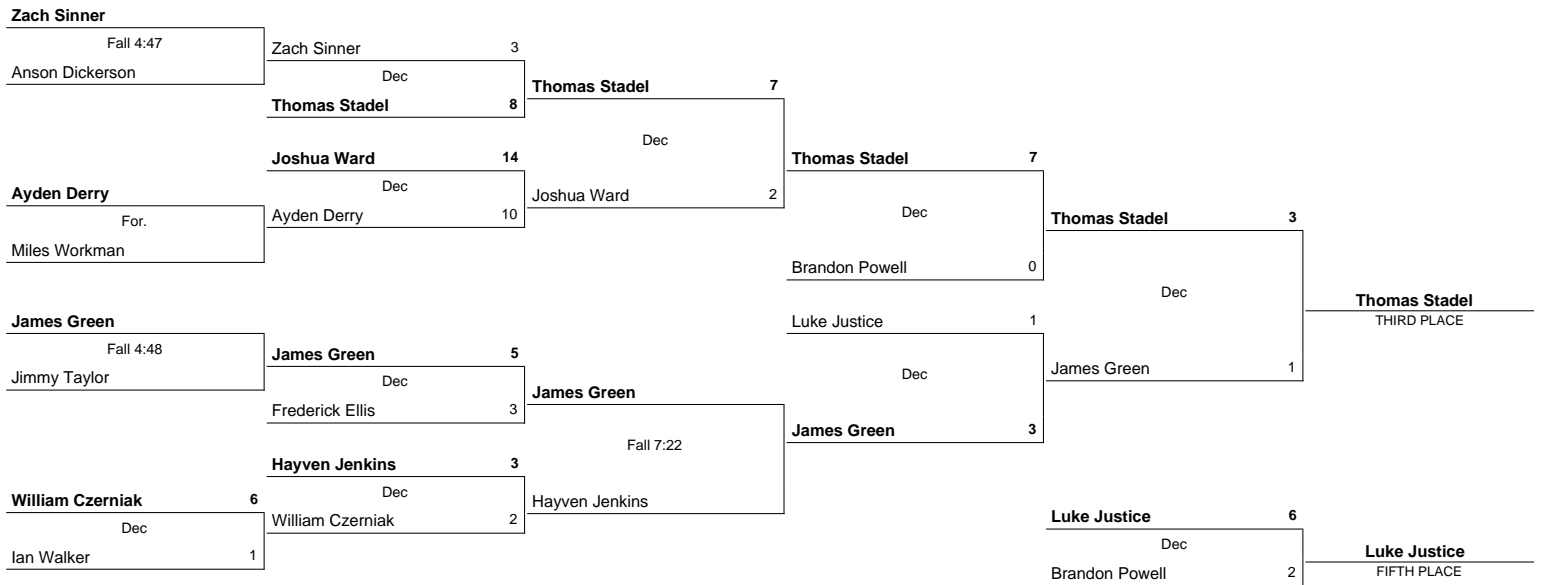 Zach Sinner
Fall 4:47
Anson Dickerson
Ayden Derry
For.
Miles Workman
James Green
Fall 4:48
Jimmy Taylor
William Czerniak 6
Dec
Ian Walker 1
Zach Sinner 3
Dec
Thomas Stadel 8
Joshua Ward 14
Dec
Ayden Derry 10
James Green 5
Dec
Frederick Ellis 3
Hayven Jenkins 3
Dec
William Czerniak 2
Thomas Stadel 7
Dec
Joshua Ward 2
James Green
Fall 7:22
Hayven Jenkins
Thomas Stadel 7
Dec
Brandon Powell 0
Luke Justice 1
Dec
James Green 3
Thomas Stadel 3
Dec
James Green 1
Thomas Stadel
THIRD PLACE
Luke Justice 6
Dec
Brandon Powell 2
Luke Justice
FIFTH PLACE